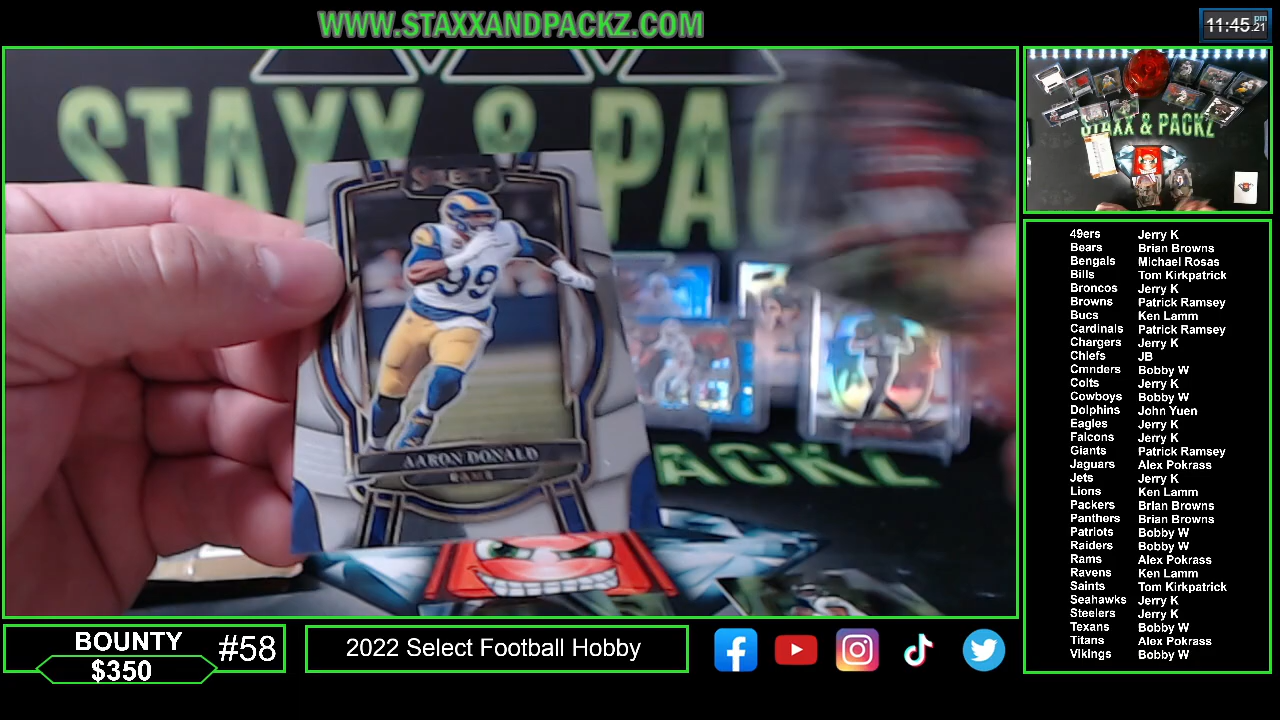 WWW.STAXXANDPACKZ.COM
11:45 pm 21
STAXX & PAC
SELECT
99
AARON DONALD
RAMS
PACKZ
STAXX & PACKZ
49ers Jerry K
Bears Brian Browns
Bengals Michael Rosas
Bills Tom Kirkpatrick
Broncos Jerry K
Browns Patrick Ramsey
Bucs Ken Lamm
Cardinals Patrick Ramsey
Chargers Jerry K
Chiefs JB
Cmnders Bobby W
Colts Jerry K
Cowboys Bobby W
Dolphins John Yuen
Eagles Jerry K
Falcons Jerry K
Giants Patrick Ramsey
Jaguars Alex Pokrass
Jets Jerry K
Lions Ken Lamm
Packers Brian Browns
Panthers Brian Browns
Patriots Bobby W
Raiders Bobby W
Rams Alex Pokrass
Ravens Ken Lamm
Saints Tom Kirkpatrick
Seahawks Jerry K
Steelers Jerry K
Texans Bobby W
Titans Alex Pokrass
Vikings Bobby W
BOUNTY
$350
#58
2022 Select Football Hobby